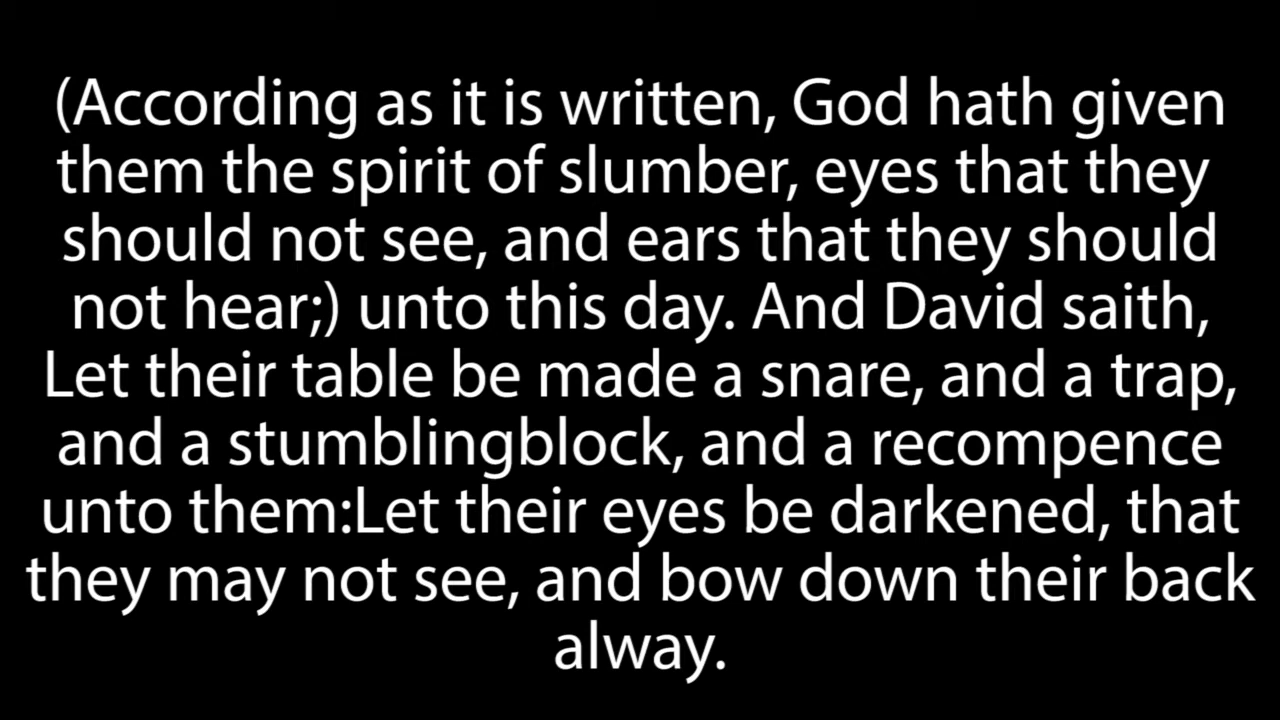 (According as it is written, God hath given
them the spirit of slumber, eyes that they
should not see, and ears that they should
not hear;) unto this day. And David saith,
Let their table be made a snare, and a trap,
and a stumblingblock, and a recompence
unto them:Let their eyes be darkened, that
they may not see, and bow down their back
alway.